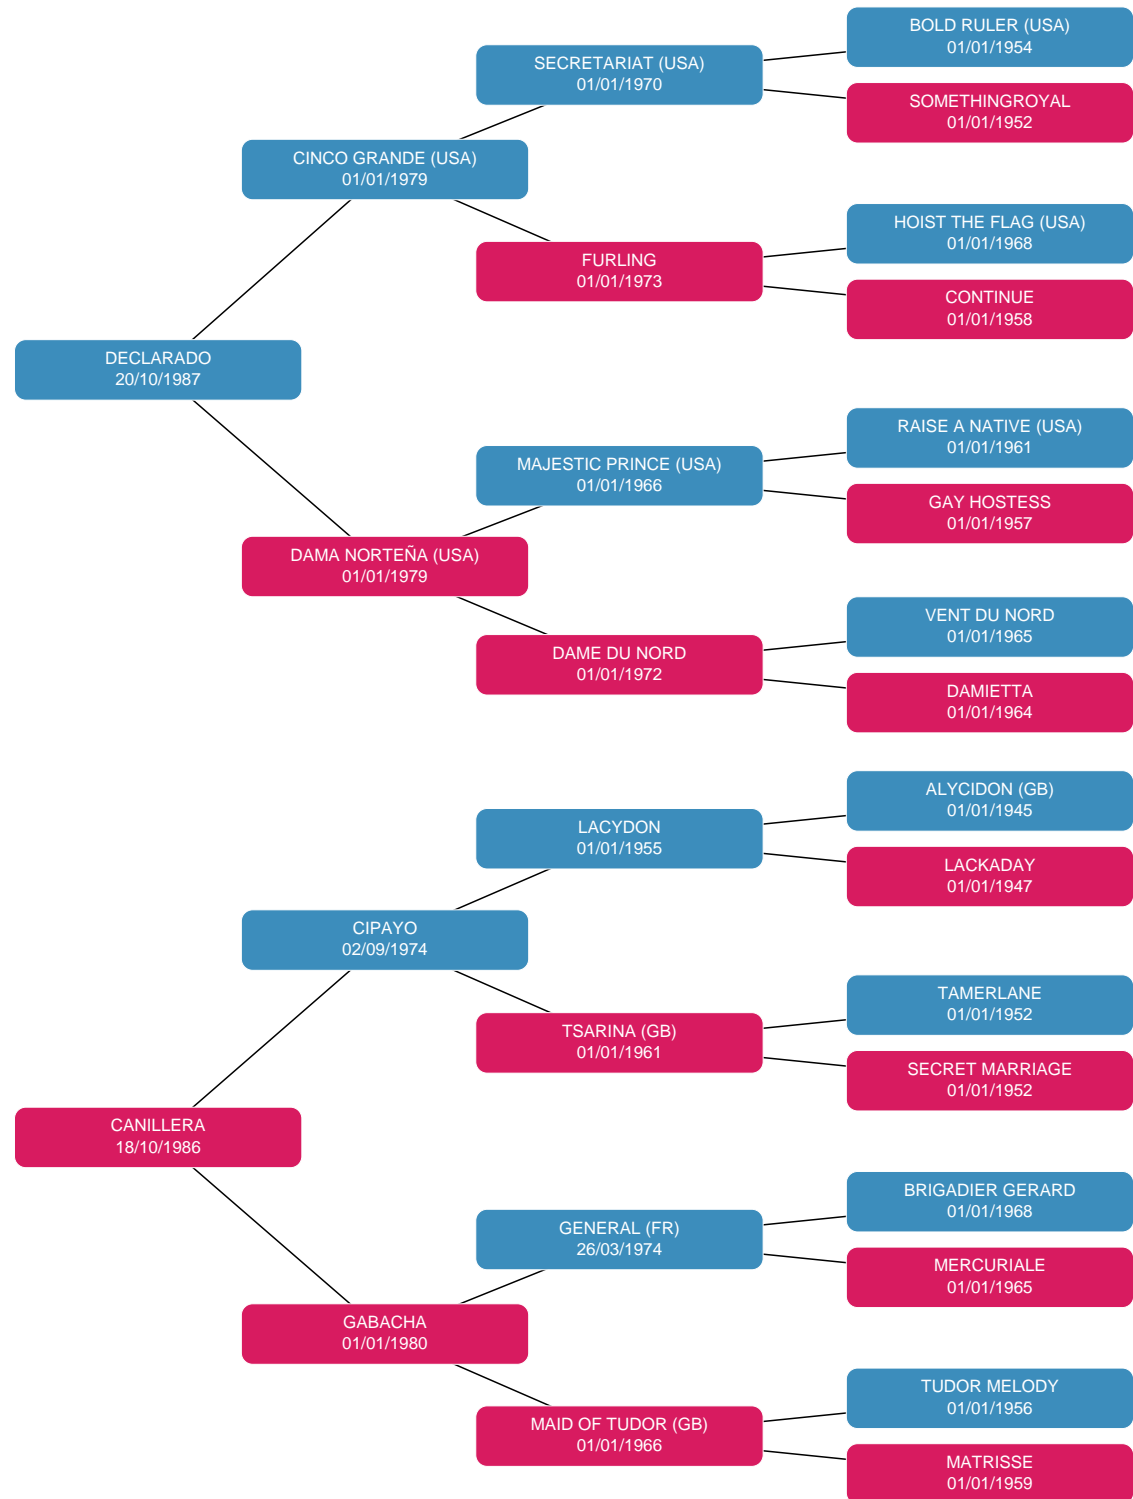 BOLD RULER (USA)
01/01/1954
SECRETARIAT (USA)
01/01/1970
SOMETHINGROYAL
01/01/1952
CINCO GRANDE (USA)
01/01/1979
HOIST THE FLAG (USA)
01/01/1968
FURLING
01/01/1973
CONTINUE
01/01/1958
DECLARADO
20/10/1987
RAISE A NATIVE (USA)
01/01/1961
MAJESTIC PRINCE (USA)
01/01/1966
GAY HOSTESS
01/01/1957
DAMA NORTEÑA (USA)
01/01/1979
VENT DU NORD
01/01/1965
DAME DU NORD
01/01/1972
DAMIETTA
01/01/1964
ALYCIDON (GB)
01/01/1945
LACYDON
01/01/1955
LACKADAY
01/01/1947
CIPAYO
02/09/1974
TAMERLANE
01/01/1952
TSARINA (GB)
01/01/1961
SECRET MARRIAGE
01/01/1952
CANILLERA
18/10/1986
BRIGADIER GERARD
01/01/1968
GENERAL (FR)
26/03/1974
MERCURIALE
01/01/1965
GABACHA
01/01/1980
TUDOR MELODY
01/01/1956
MAID OF TUDOR (GB)
01/01/1966
MATRISSE
01/01/1959